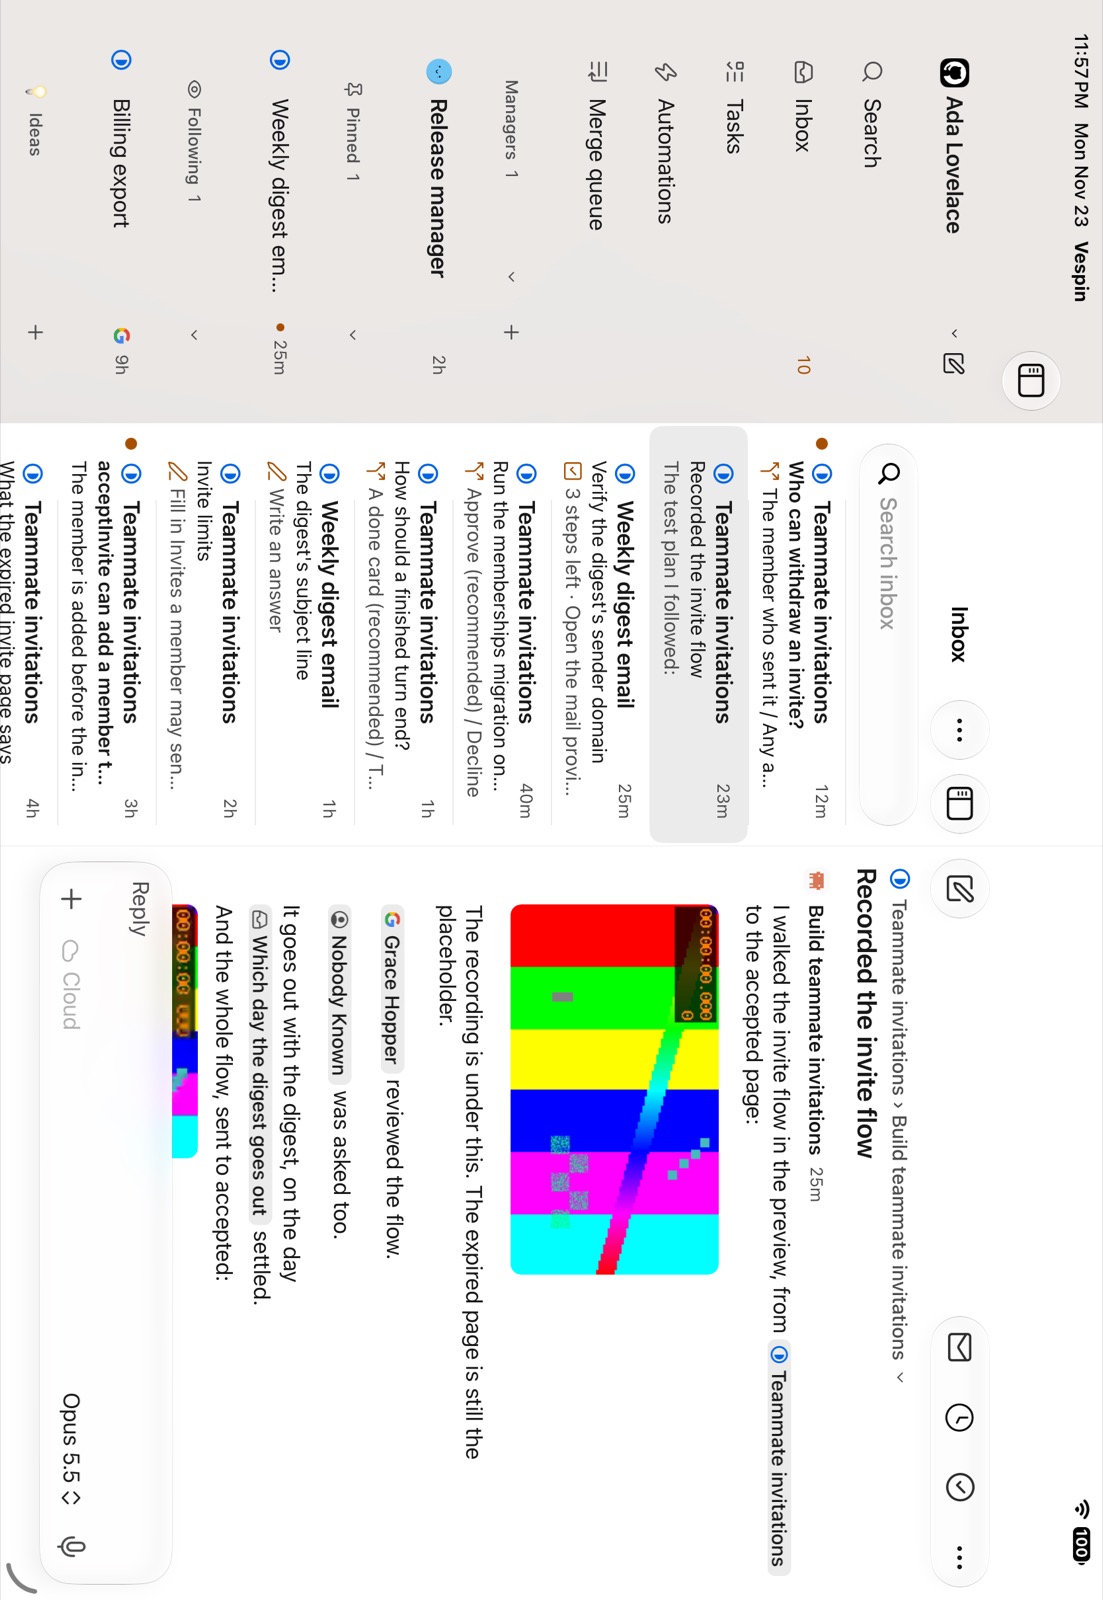 11:57 PM Mon Nov 23 Vespin
100
Ada Lovelace
Search
Inbox 10
Tasks
Automations
Merge queue
Managers 1
Release manager 2h
Pinned 1
Weekly digest em... 25m
Following 1
Billing export 9h
Ideas
Inbox
Search inbox
Teammate invitations 12m
Who can withdraw an invite?
The member who sent it / Any a...
Teammate invitations 23m
Recorded the invite flow
The test plan I followed:
Weekly digest email 25m
Verify the digest's sender domain
3 steps left · Open the mail provi...
Teammate invitations 40m
Run the memberships migration on...
Approve (recommended) / Decline
Teammate invitations 1h
How should a finished turn end?
A done card (recommended) / T...
Weekly digest email 1h
The digest's subject line
Write an answer
Teammate invitations 2h
Invite limits
Fill in Invites a member may sen...
Teammate invitations 3h
acceptInvite can add a member t...
The member is added before the in...
Teammate invitations 4h
What the expired invite page says
Teammate invitations › Build teammate invitations
Recorded the invite flow
Build teammate invitations 25m
I walked the invite flow in the preview, from Teammate invitations
to the accepted page:
00:00:00.000
0
The recording is under this. The expired page is still the
placeholder.
Grace Hopper reviewed the flow.
Nobody Known was asked too.
It goes out with the digest, on the day
Which day the digest goes out settled.
And the whole flow, sent to accepted:
00:00:00
Reply
Cloud
Opus 5.5